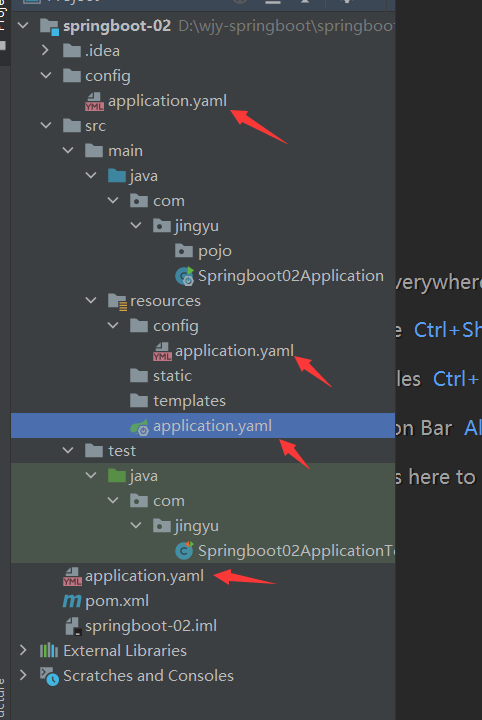 springboot-02 D:\wjy-springboot\springboot
.idea
config
application.yaml
src
main
java
com
jingyu
pojo
Springboot02Application
resources
config
application.yaml
static
templates
application.yaml
test
java
com
jingyu
Springboot02ApplicationTe
application.yaml
pom.xml
springboot-02.iml
External Libraries
Scratches and Consoles
verywhere
e Ctrl+Sh
les Ctrl+
on Bar Al
s here to